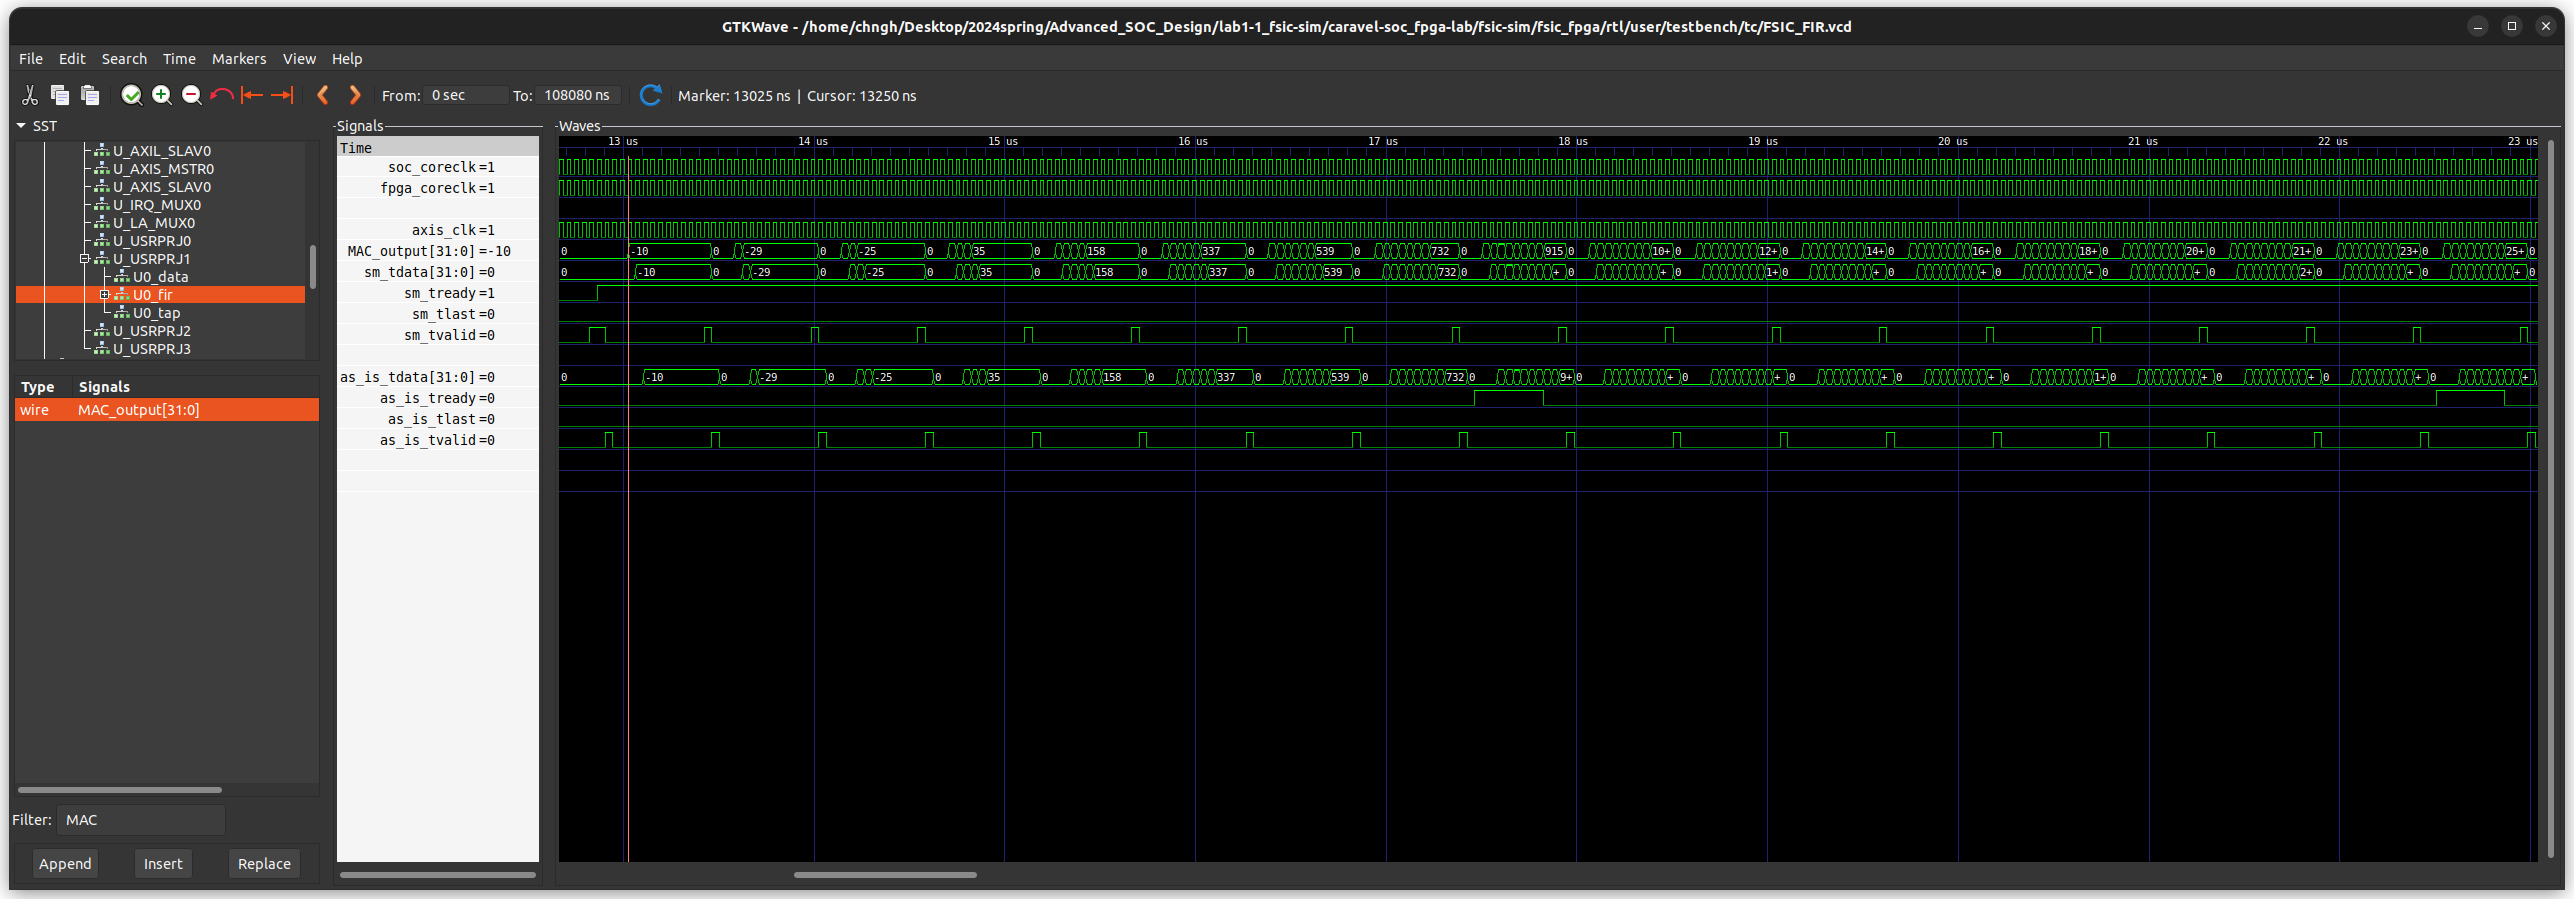 GTKWave - /home/chngh/Desktop/2024spring/Advanced_SOC_Design/lab1-1_fsic-sim/caravel-soc_fpga-lab/fsic-sim/fsic_fpga/rtl/user/testbench/tc/FSIC_FIR.vcd
File Edit Search Time Markers View Help
From: 0 sec To: 108080 ns Marker: 13025 ns | Cursor: 13250 ns
SST
U_AXIL_SLAV0
U_AXIS_MSTR0
U_AXIS_SLAV0
U_IRQ_MUX0
U_LA_MUX0
U_USRPRJ0
U_USRPRJ1
U0_data
U0_fir
U0_tap
U_USRPRJ2
U_USRPRJ3
Type Signals
wire MAC_output[31:0]
Filter: MAC
Append Insert Replace
Signals
Time
soc_coreclk=1
fpga_coreclk=1
axis_clk=1
MAC_output[31:0]=-10
sm_tdata[31:0]=0
sm_tready=1
sm_tlast=0
sm_tvalid=0
as_is_tdata[31:0]=0
as_is_tready=0
as_is_tlast=0
as_is_tvalid=0
Waves
13 us 14 us 15 us 16 us 17 us 18 us 19 us 20 us 21 us 22 us 23 us
0 -10 0 -29 0 -25 0 35 0 158 0 337 0 539 0 732 0 915 0 10+ 0 12+ 0 14+ 0 16+ 0 18+ 0 20+ 0 21+ 0 23+ 0 25+ 0
0 -10 0 -29 0 -25 0 35 0 158 0 337 0 539 0 732 0 + 0 + 0 1+ 0 + 0 + 0 + 0 + 0 2+ 0 + 0 + 0
0 -10 0 -29 0 -25 0 35 0 158 0 337 0 539 0 732 0 9+ 0 + 0 + 0 + 0 + 0 1+ 0 + 0 + 0 + 0 +